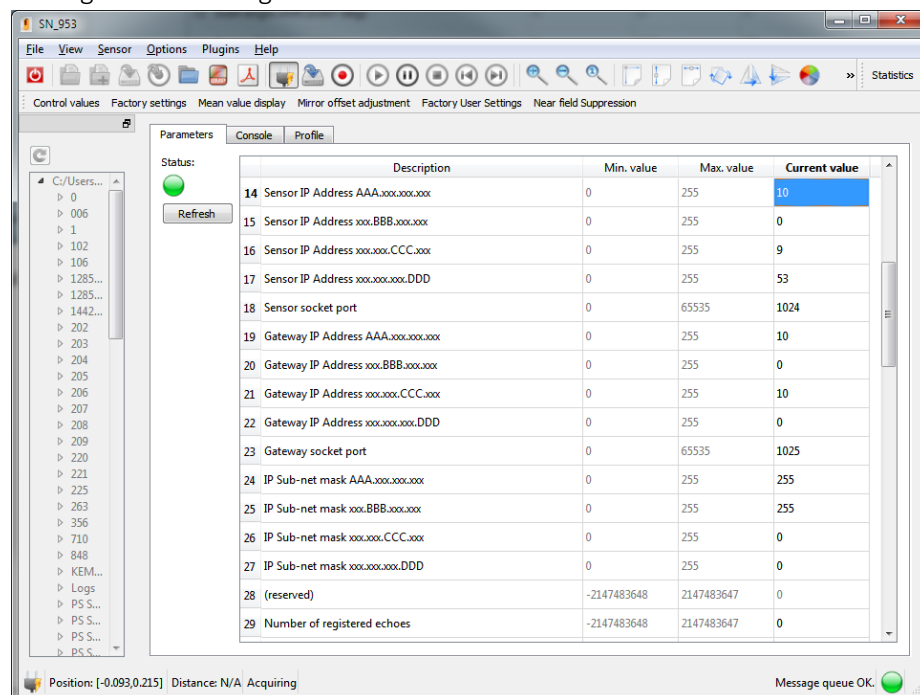 SN_953
File View Sensor Options Plugins Help
» Statistics
Control values Factory settings Mean value display Mirror offset adjustment Factory User Settings Near field Suppression
Parameters Console Profile
Status:
Refresh
C:/Users...
0
006
1
102
106
1285...
1285...
1442...
202
203
204
205
206
207
208
209
220
221
225
263
356
710
848
KEM...
Logs
PS S...
PS S...
PS S...
PS S...
Description Min. value Max. value Current value
14 Sensor IP Address AAA.xxx.xxx.xxx 0 255 10
15 Sensor IP Address xxx.BBB.xxx.xxx 0 255 0
16 Sensor IP Address xxx.xxx.CCC.xxx 0 255 9
17 Sensor IP Address xxx.xxx.xxx.DDD 0 255 53
18 Sensor socket port 0 65535 1024
19 Gateway IP Address AAA.xxx.xxx.xxx 0 255 10
20 Gateway IP Address xxx.BBB.xxx.xxx 0 255 0
21 Gateway IP Address xxx.xxx.CCC.xxx 0 255 10
22 Gateway IP Address xxx.xxx.xxx.DDD 0 255 0
23 Gateway socket port 0 65535 1025
24 IP Sub-net mask AAA.xxx.xxx.xxx 0 255 255
25 IP Sub-net mask xxx.BBB.xxx.xxx 0 255 255
26 IP Sub-net mask xxx.xxx.CCC.xxx 0 255 0
27 IP Sub-net mask xxx.xxx.xxx.DDD 0 255 0
28 (reserved) -2147483648 2147483647 0
29 Number of registered echoes -2147483648 2147483647 0
Position: [-0.093,0.215] Distance: N/A Acquiring Message queue OK.